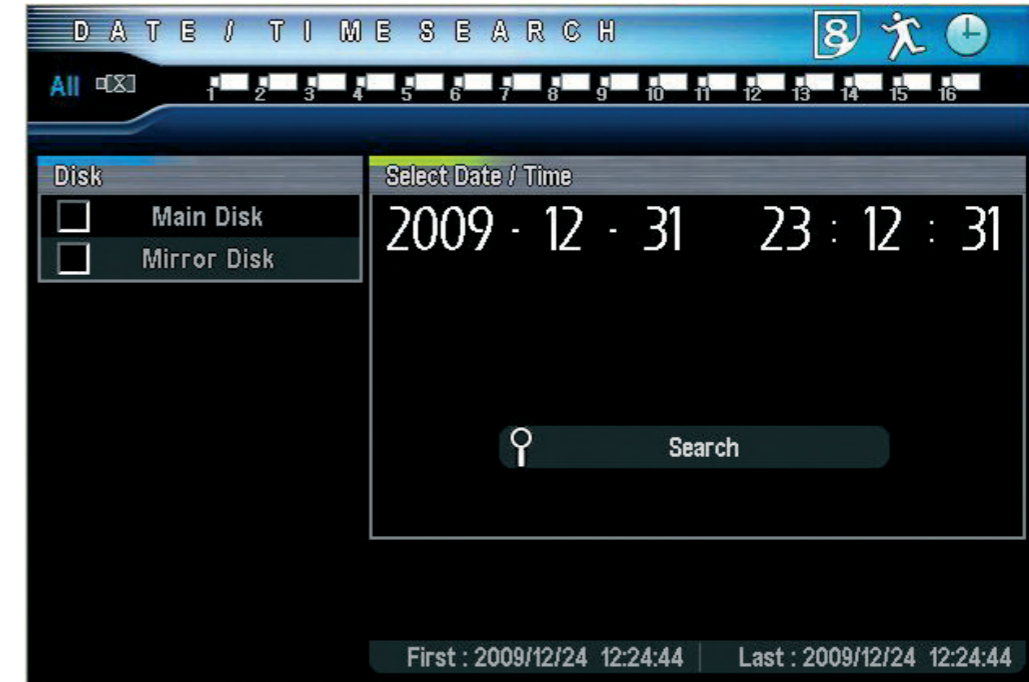 DATE / TIME SEARCH
8
All
1 2 3 4 5 6 7 8 9 10 11 12 13 14 15 16
Disk
Main Disk
Mirror Disk
Select Date / Time
2009 - 12 - 31 23 : 12 : 31
Search
First : 2009/12/24 12:24:44 Last : 2009/12/24 12:24:44